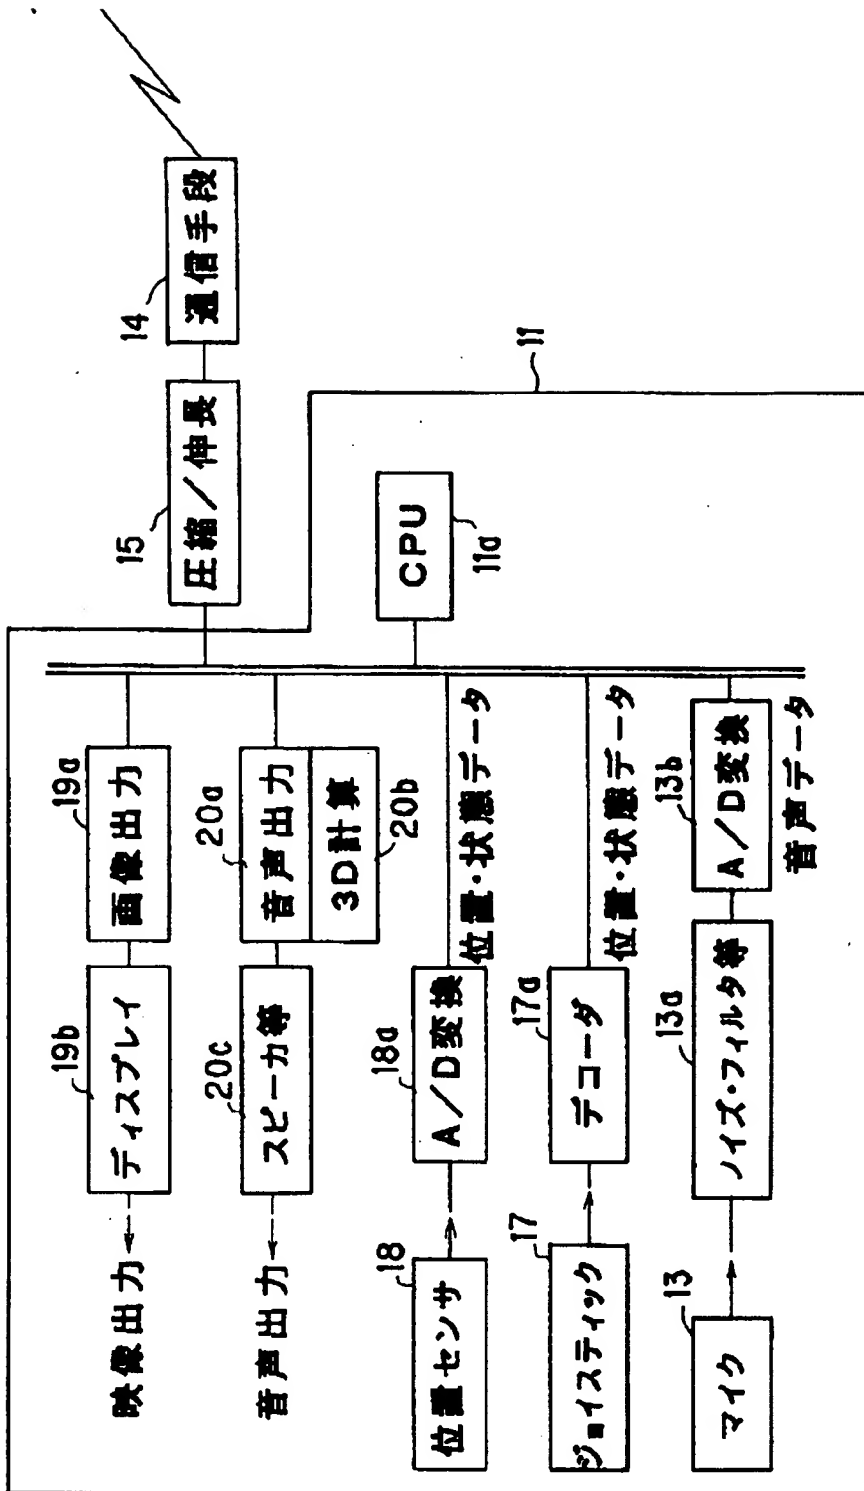 映像出力
19b
ディスプレイ
19a
画像出力
15
圧縮/伸長
14
通信手段
音声出力
20c
スピーカ等
20a
音声出力
3D計算
20b
CPU
11a
11
18
位置センサ
18a
A/D変換
位置・状態データ
17
ジョイスティック
17a
デコーダ
位置・状態データ
13
マイク
13a
ノイズ・フィルタ等
13b
A/D変換
音声データ